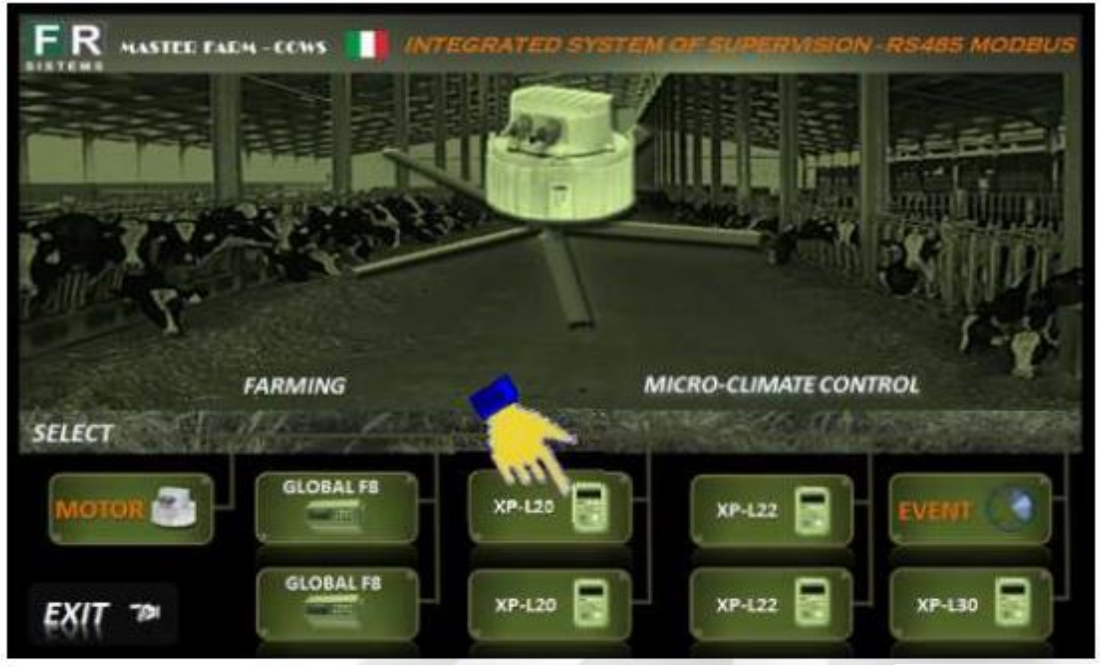 FR
SISTEMS
MASTER FARM - COWS
INTEGRATED SYSTEM OF SUPERVISION - RS485 MODBUS
FARMING
MICRO-CLIMATE CONTROL
SELECT
MOTOR
GLOBAL F8
XP-L20
XP-L22
EVENT
EXIT
GLOBAL F8
XP-L20
XP-L22
XP-L30